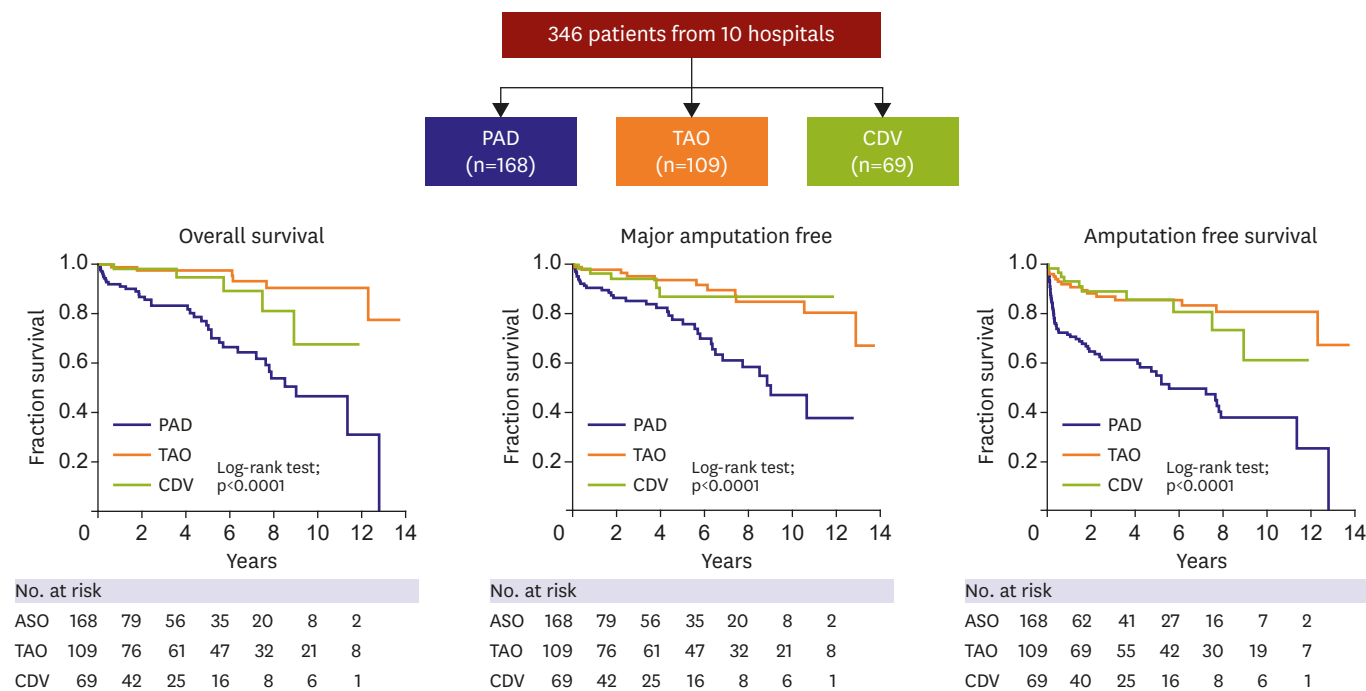 346 patients from 10 hospitals
PAD
(n=168)
TAO
(n=109)
CDV
(n=69)
Overall survival
Fraction survival
1.0
0.8
0.6
0.4
0.2
PAD
TAO
CDV
Log-rank test;
p<0.0001
0 2 4 6 8 10 12 14
Years
No. at risk
ASO 168 79 56 35 20 8 2
TAO 109 76 61 47 32 21 8
CDV 69 42 25 16 8 6 1
Major amputation free
Fraction survival
1.0
0.8
0.6
0.4
0.2
PAD
TAO
CDV
Log-rank test;
p<0.0001
0 2 4 6 8 10 12 14
Years
No. at risk
ASO 168 79 56 35 20 8 2
TAO 109 76 61 47 32 21 8
CDV 69 42 25 16 8 6 1
Amputation free survival
Fraction survival
1.0
0.8
0.6
0.4
0.2
PAD
TAO
CDV
Log-rank test;
p<0.0001
0 2 4 6 8 10 12 14
Years
No. at risk
ASO 168 62 41 27 16 7 2
TAO 109 69 55 42 30 19 7
CDV 69 40 25 16 8 6 1